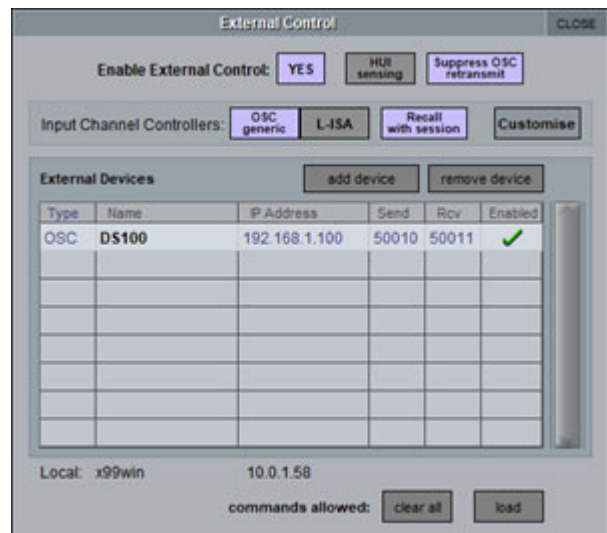 External Control
CLOSE
Enable External Control: YES
HUI sensing
Suppress OSC retransmit
Input Channel Controllers:
OSC generic
L-ISA
Recall with session
Customise
External Devices
add device
remove device
Type Name IP Address Send Rcv Enabled
OSC DS100 192.168.1.100 50010 50011
Local: x99win 10.0.1.58
commands allowed: clear all load